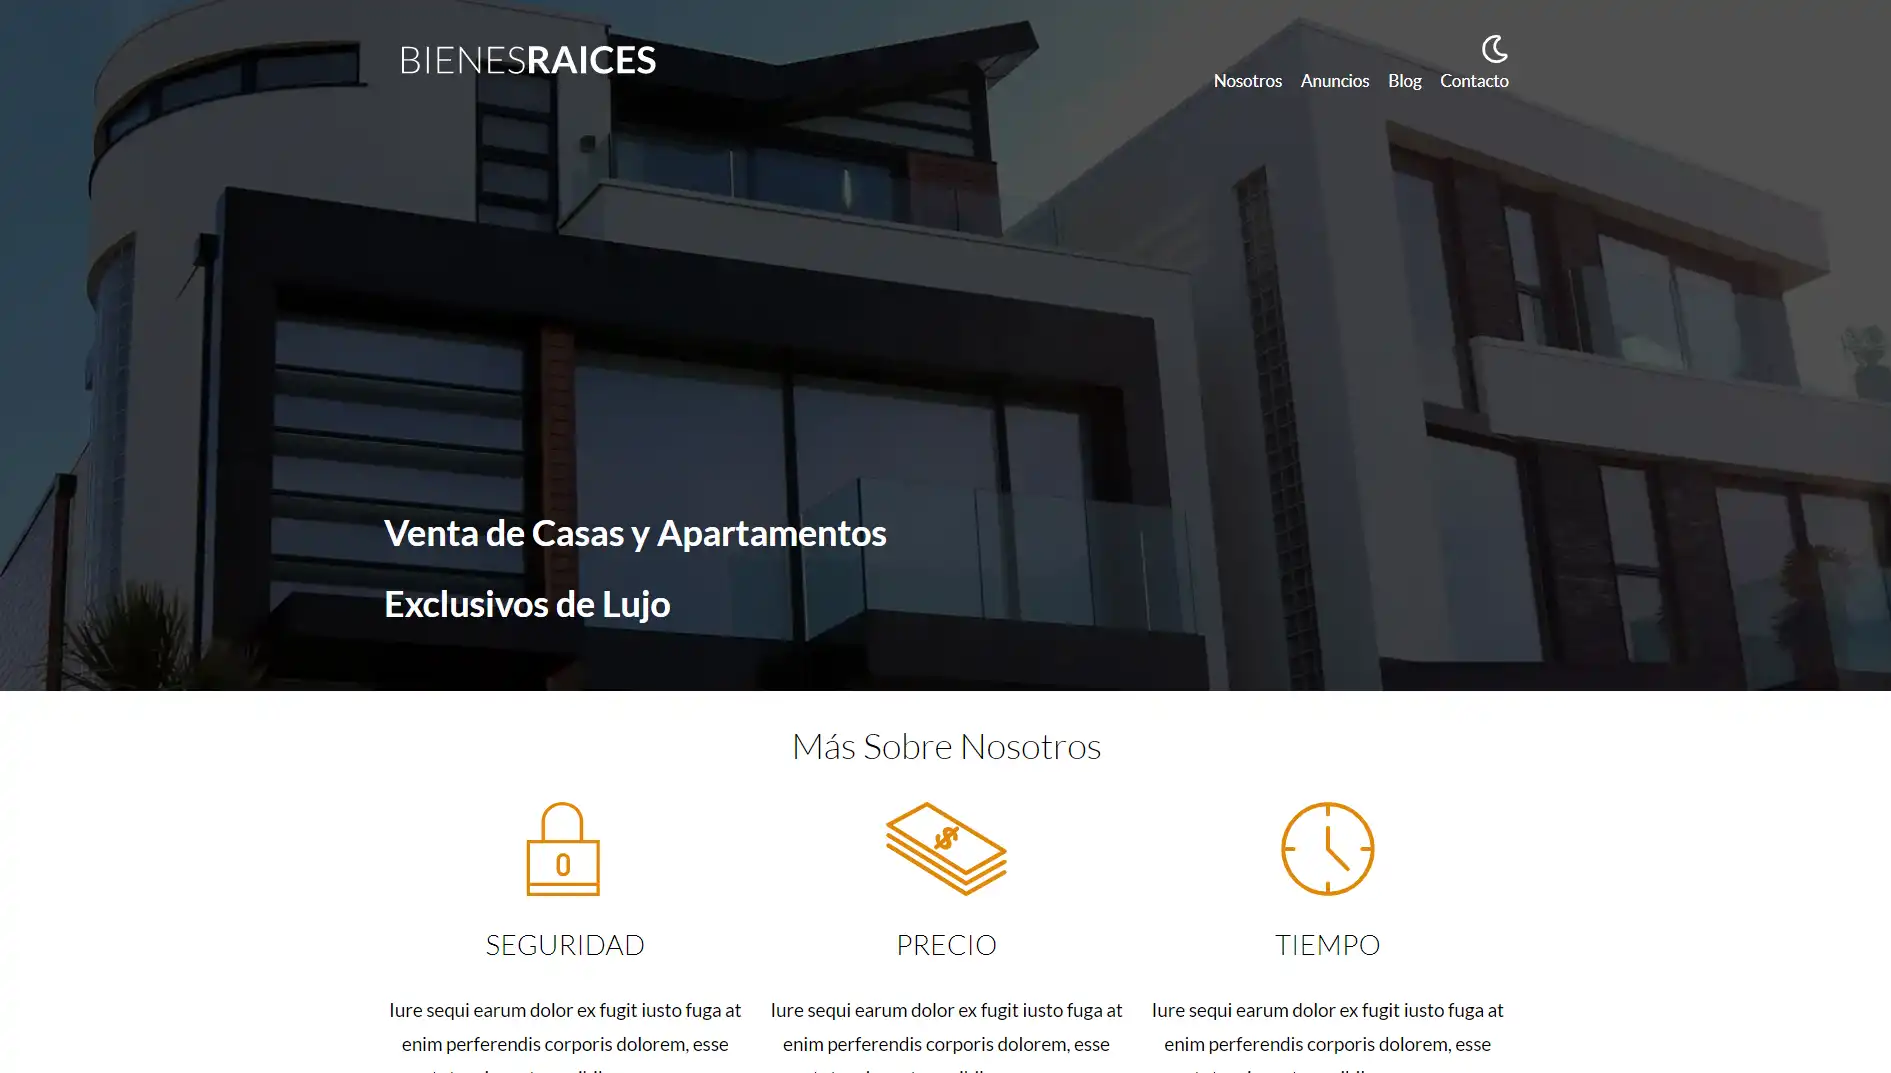 BIENESRAICES
Nosotros Anuncios Blog Contacto
Venta de Casas y Apartamentos
Exclusivos de Lujo
Más Sobre Nosotros
SEGURIDAD
Iure sequi earum dolor ex fugit iusto fuga at
enim perferendis corporis dolorem, esse
PRECIO
Iure sequi earum dolor ex fugit iusto fuga at
enim perferendis corporis dolorem, esse
TIEMPO
Iure sequi earum dolor ex fugit iusto fuga at
enim perferendis corporis dolorem, esse